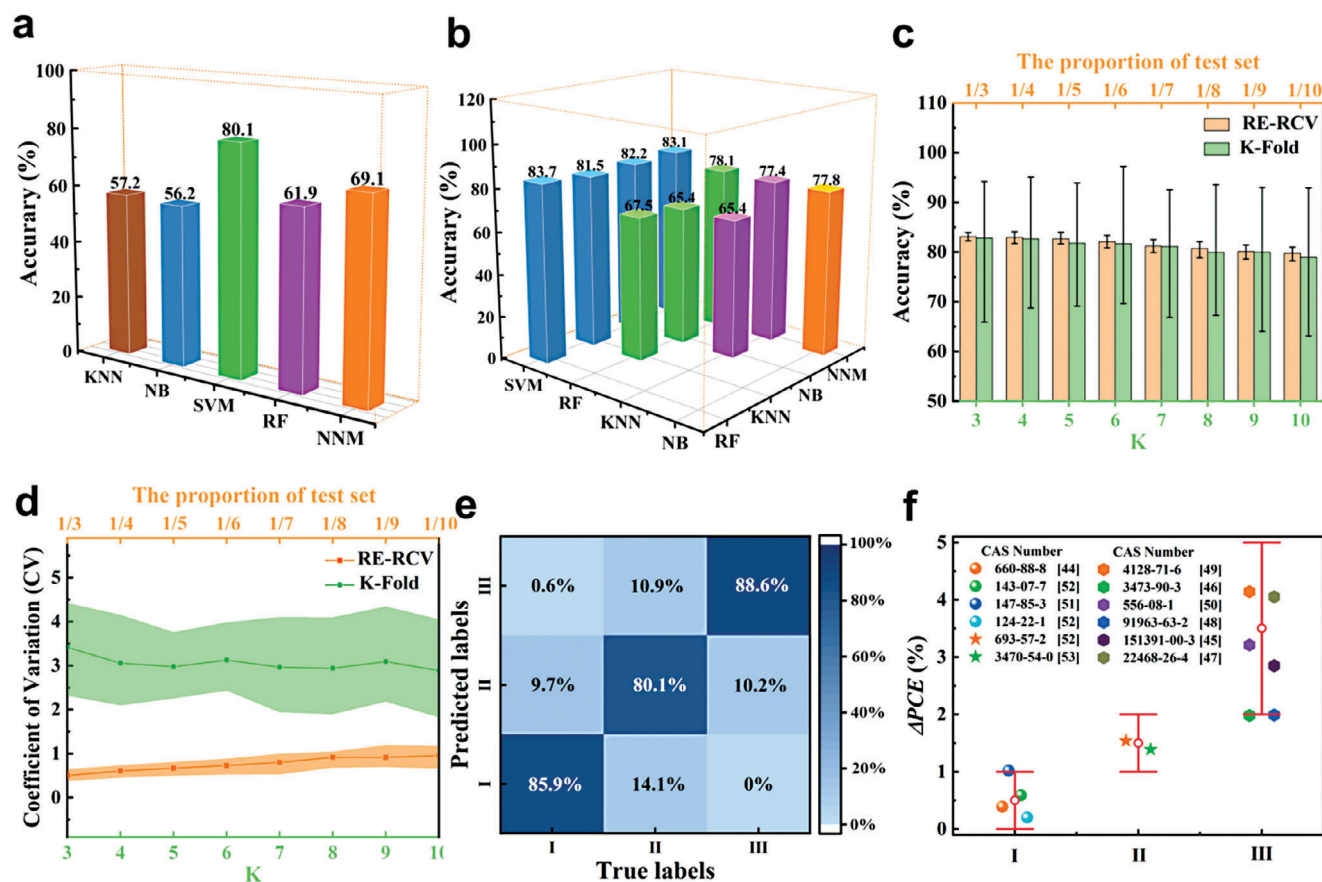 a
100
80
60
40
20
0
Accurary (%)
57.2
56.2
80.1
61.9
69.1
KNN
NB
SVM
RF
NNM
b
120
100
80
60
40
20
0
Accurary (%)
83.7
81.5
82.2
83.1
67.5
65.4
78.1
65.4
77.4
77.8
SVM
RF
KNN
NB
RF
KNN
NB
NNM
c
The proportion of test set
1/3 1/4 1/5 1/6 1/7 1/8 1/9 1/10
110
100
90
80
70
60
50
Accuracy (%)
RE-RCV
K-Fold
3 4 5 6 7 8 9 10
K
d
The proportion of test set
1/3 1/4 1/5 1/6 1/7 1/8 1/9 1/10
5
4
3
2
1
0
Coefficient of Variation (CV)
RE-RCV
K-Fold
3 4 5 6 7 8 9 10
K
e
Predicted labels
III
II
I
0.6% 10.9% 88.6%
9.7% 80.1% 10.2%
85.9% 14.1% 0%
I II III
True labels
100%
80%
60%
40%
20%
0%
f
5
4
3
2
1
0
ΔPCE (%)
CAS Number
660-88-8 [44]
143-07-7 [52]
147-85-3 [51]
124-22-1 [52]
693-57-2 [52]
3470-54-0 [53]
CAS Number
4128-71-6 [49]
3473-90-3 [46]
556-08-1 [50]
91963-63-2 [48]
151391-00-3 [45]
22468-26-4 [47]
I II III